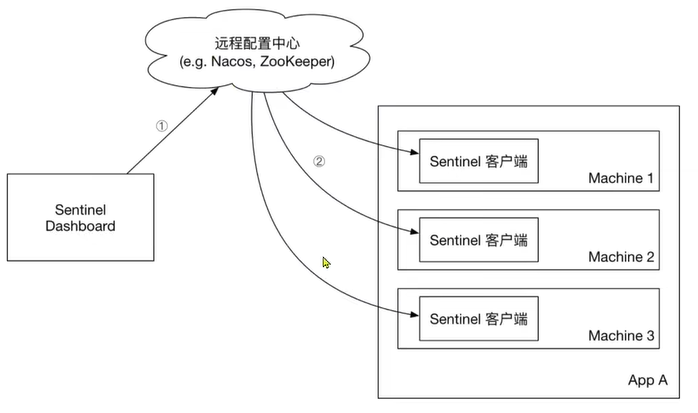 远程配置中心
(e.g. Nacos, ZooKeeper)
①
②
Sentinel
Dashboard
Sentinel 客户端
Machine 1
Sentinel 客户端
Machine 2
Sentinel 客户端
Machine 3
App A